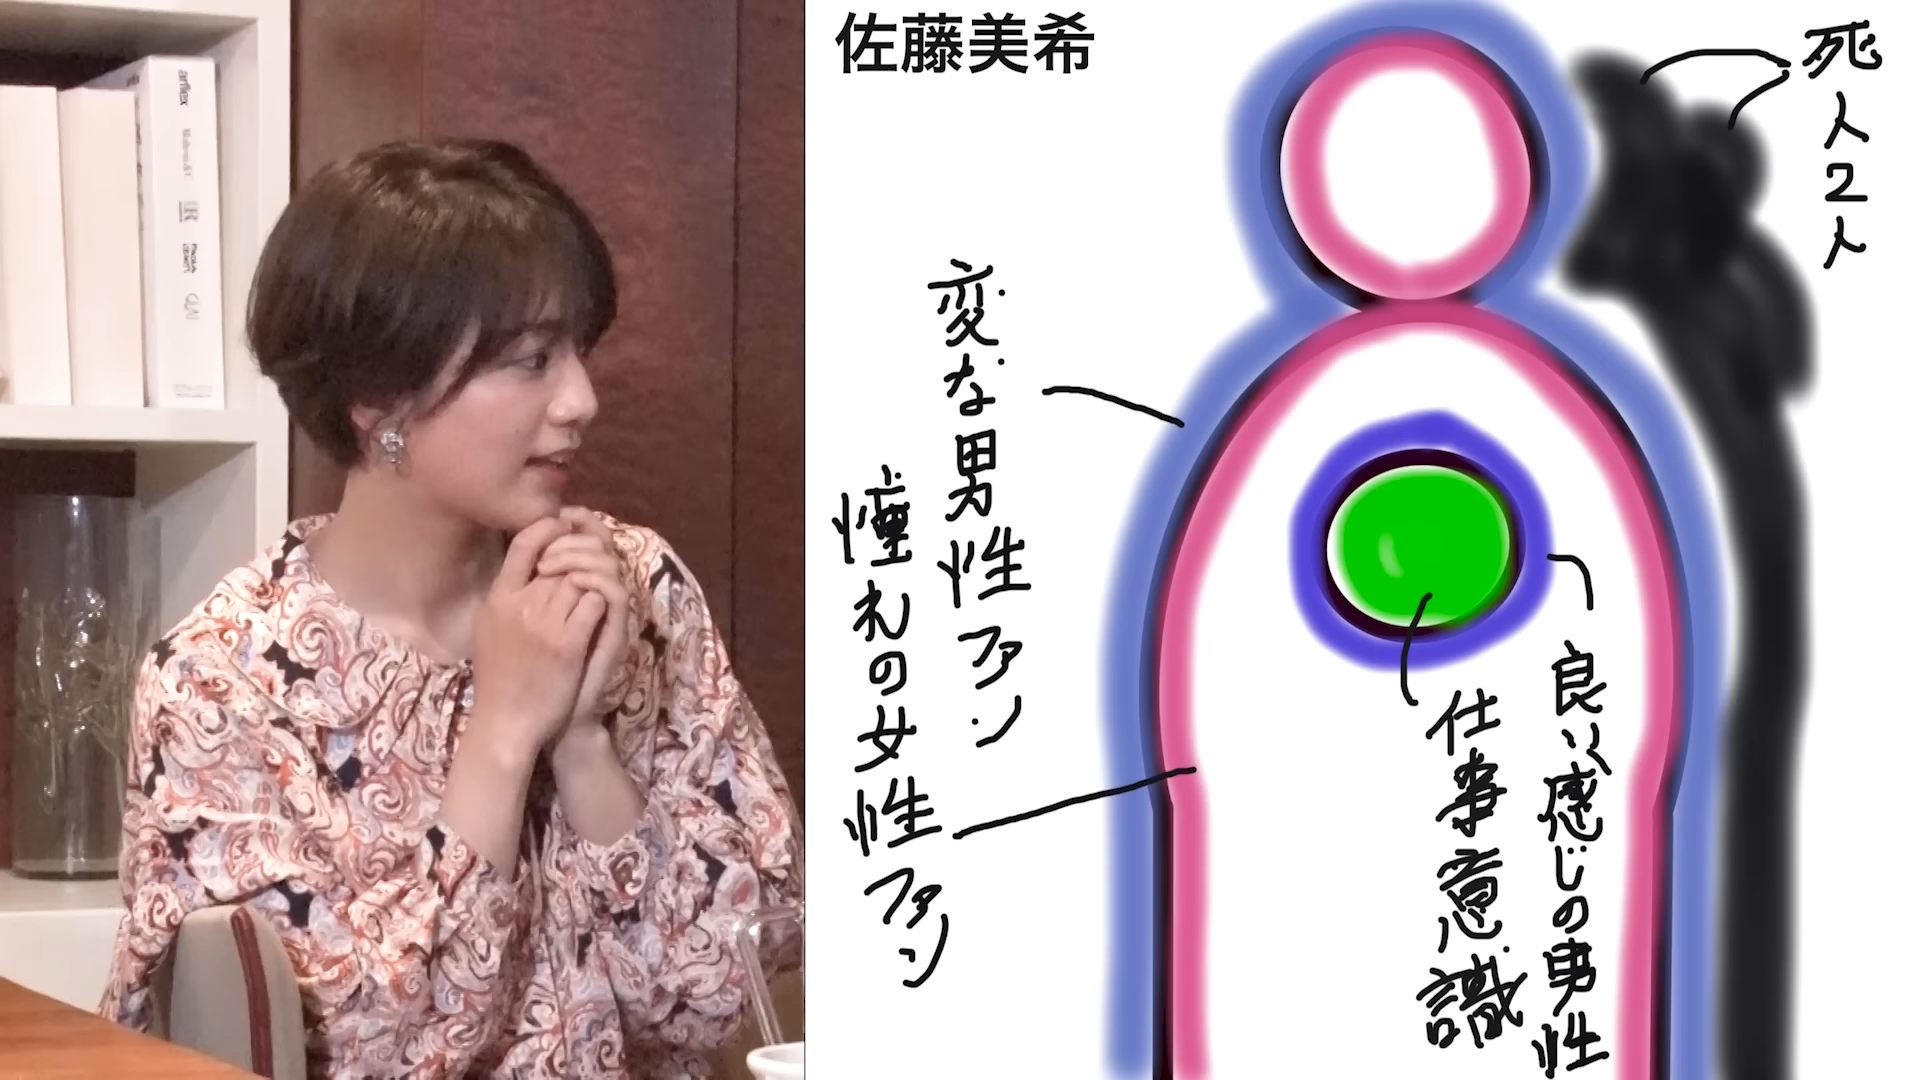 佐藤美希
死人2人
変な男性ファン
憧れの女性ファン
良い感じの男性
仕事意識
arflex